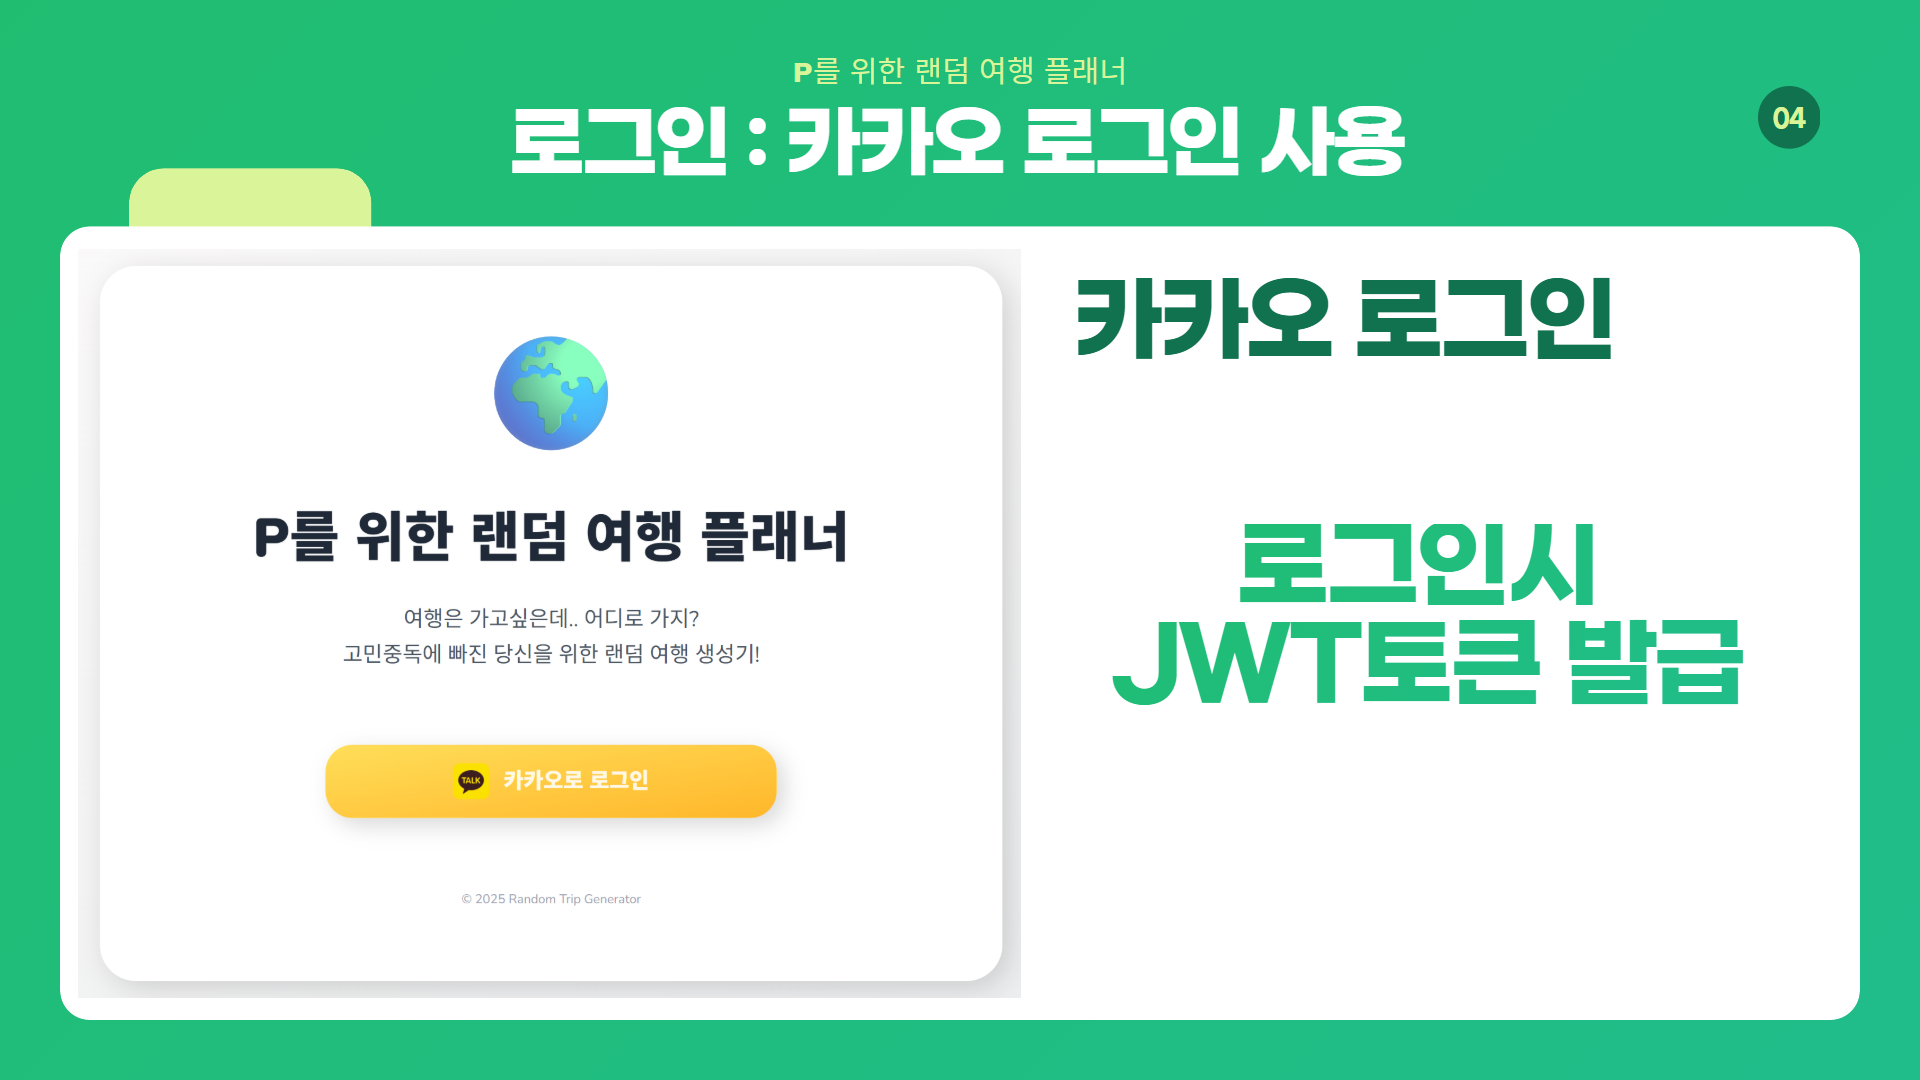 P를 위한 랜덤 여행 플래너
로그인 : 카카오 로그인 사용
04
P를 위한 랜덤 여행 플래너
여행은 가고싶은데.. 어디로 가지?
고민중독에 빠진 당신을 위한 랜덤 여행 생성기!
TALK 카카오로 로그인
© 2025 Random Trip Generator
카카오 로그인
로그인시
JWT토큰 발급